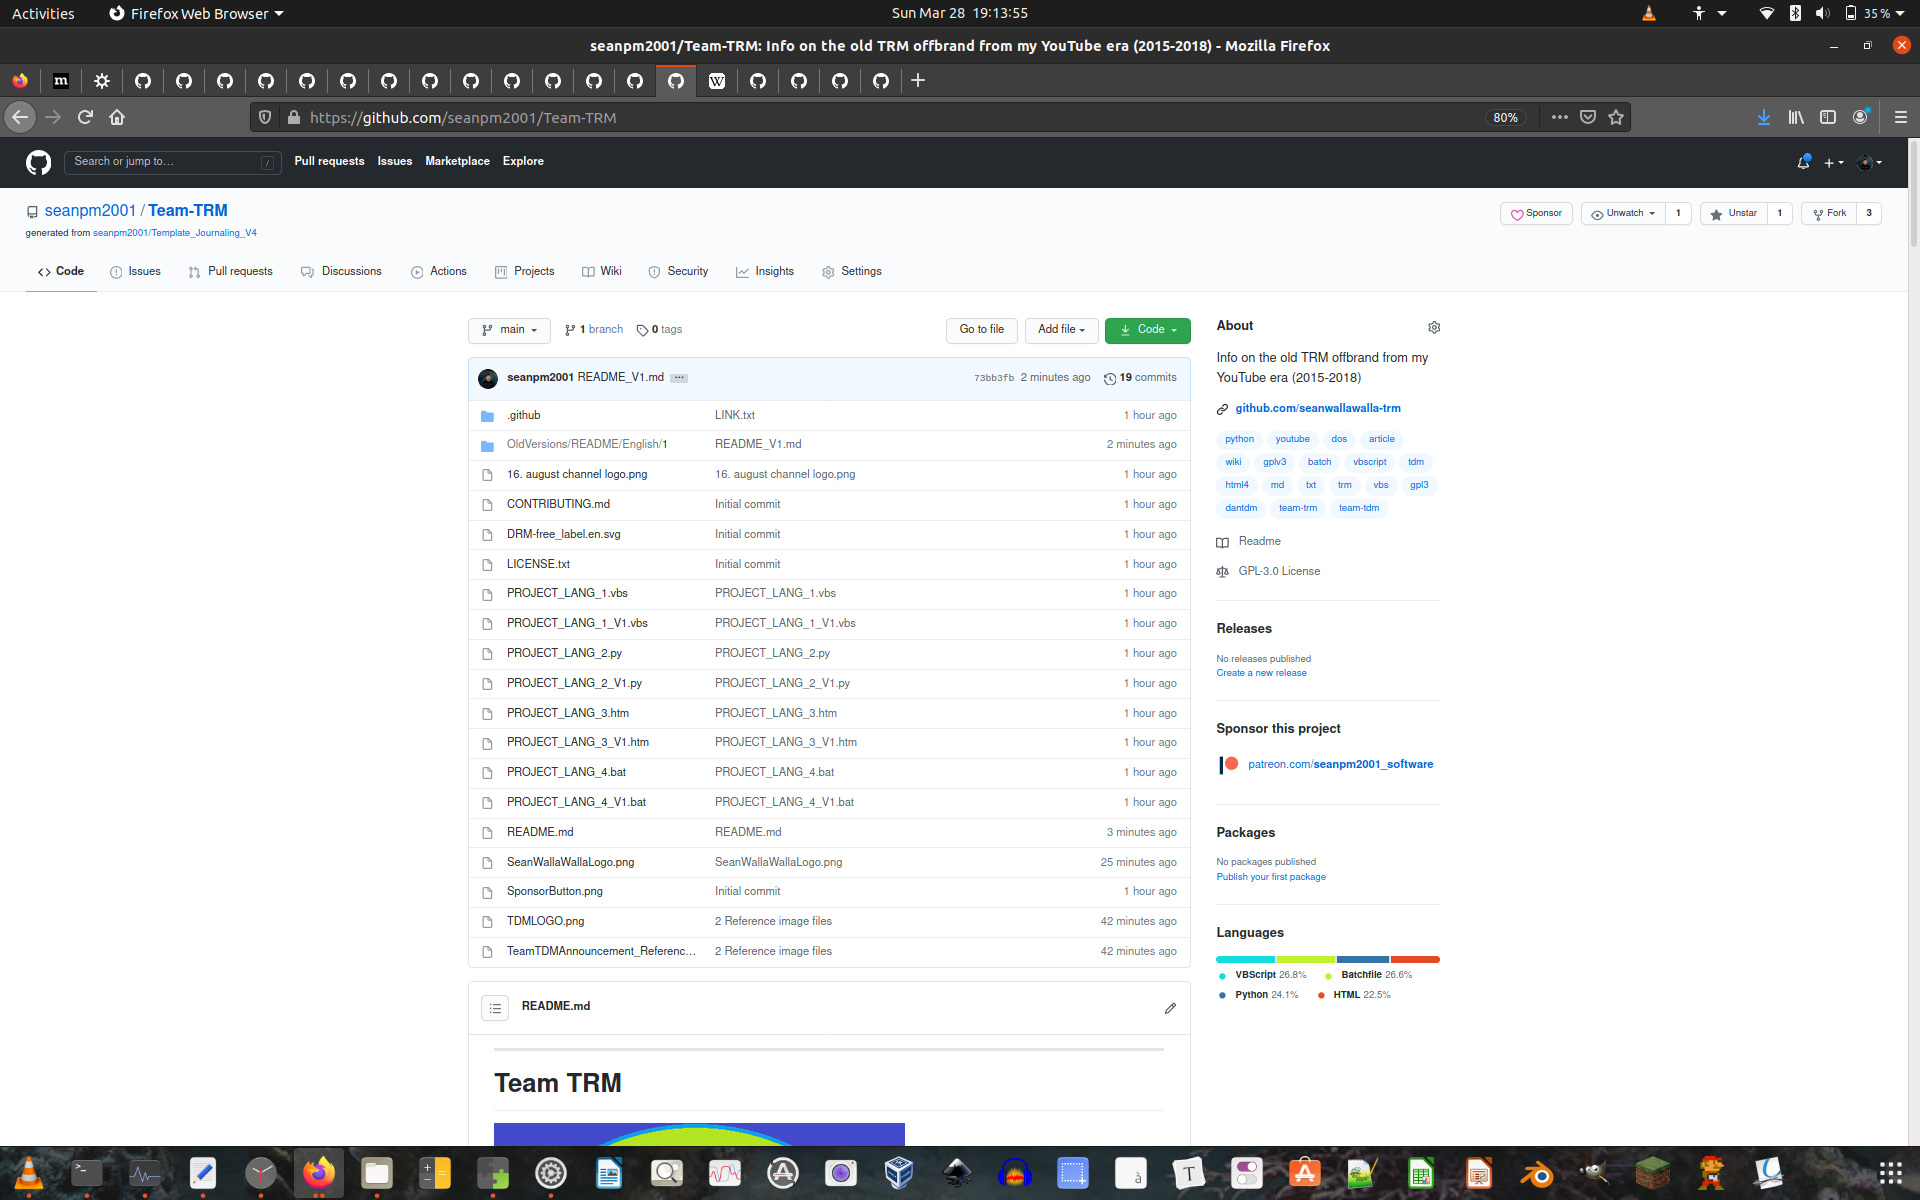 Activities Firefox Web Browser Sun Mar 28 19:13:55 35 %
seanpm2001/Team-TRM: Info on the old TRM offbrand from my YouTube era (2015-2018) - Mozilla Firefox
https://github.com/seanpm2001/Team-TRM 80%
Search or jump to... / Pull requests Issues Marketplace Explore
seanpm2001 / Team-TRM Sponsor Unwatch 1 Unstar 1 Fork 3
generated from seanpm2001/Template_Journaling_V4
Code Issues Pull requests Discussions Actions Projects Wiki Security Insights Settings
main 1 branch 0 tags Go to file Add file Code
seanpm2001 README_V1.md ... 73bb3fb 2 minutes ago 19 commits
.github LINK.txt 1 hour ago
OldVersions/README/English/1 README_V1.md 2 minutes ago
16. august channel logo.png 16. august channel logo.png 1 hour ago
CONTRIBUTING.md Initial commit 1 hour ago
DRM-free_label.en.svg Initial commit 1 hour ago
LICENSE.txt Initial commit 1 hour ago
PROJECT_LANG_1.vbs PROJECT_LANG_1.vbs 1 hour ago
PROJECT_LANG_1_V1.vbs PROJECT_LANG_1_V1.vbs 1 hour ago
PROJECT_LANG_2.py PROJECT_LANG_2.py 1 hour ago
PROJECT_LANG_2_V1.py PROJECT_LANG_2_V1.py 1 hour ago
PROJECT_LANG_3.htm PROJECT_LANG_3.htm 1 hour ago
PROJECT_LANG_3_V1.htm PROJECT_LANG_3_V1.htm 1 hour ago
PROJECT_LANG_4.bat PROJECT_LANG_4.bat 1 hour ago
PROJECT_LANG_4_V1.bat PROJECT_LANG_4_V1.bat 1 hour ago
README.md README.md 3 minutes ago
SeanWallaWallaLogo.png SeanWallaWallaLogo.png 25 minutes ago
SponsorButton.png Initial commit 1 hour ago
TDMLOGO.png 2 Reference image files 42 minutes ago
TeamTDMAnnouncement_Referenc... 2 Reference image files 42 minutes ago
README.md
Team TRM
About
Info on the old TRM offbrand from my
YouTube era (2015-2018)
github.com/seanwallawalla-trm
python youtube dos article
wiki gplv3 batch vbscript tdm
html4 md txt trm vbs gpl3
dantdm team-trm team-tdm
Readme
GPL-3.0 License
Releases
No releases published
Create a new release
Sponsor this project
patreon.com/seanpm2001_software
Packages
No packages published
Publish your first package
Languages
VBScript 26.8% Batchfile 26.6%
Python 24.1% HTML 22.5%